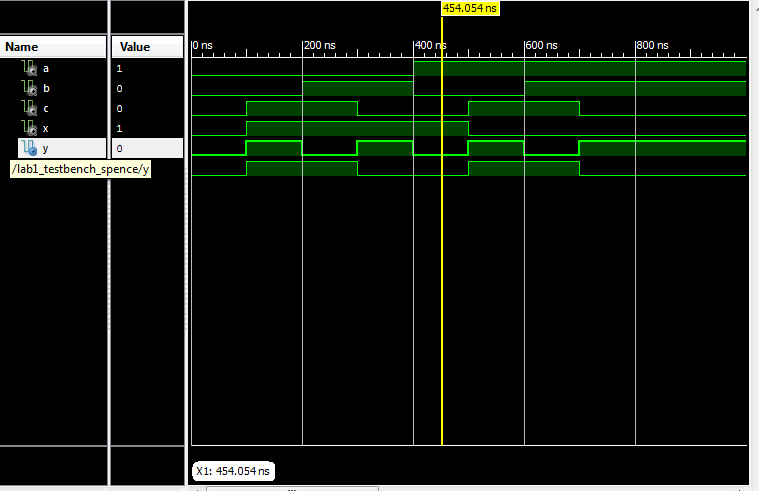 454.054 ns
Name Value
0 ns 200 ns 400 ns 600 ns 800 ns
a 1
b 0
c 0
x 1
y 0
/lab1_testbench_spence/y
X1: 454.054 ns